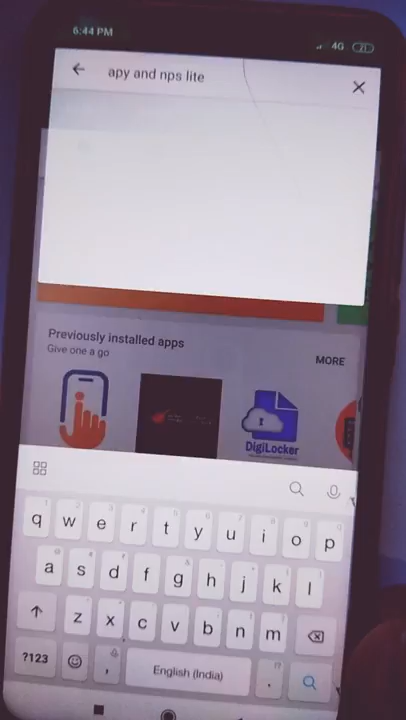 6:44 PM
4G 21
apy and nps lite
Previously installed apps
Give one a go
MORE
DigiLocker
q w e r t y u i o p
a s d f g h j k l
z x c v b n m
?123 , English (India) .